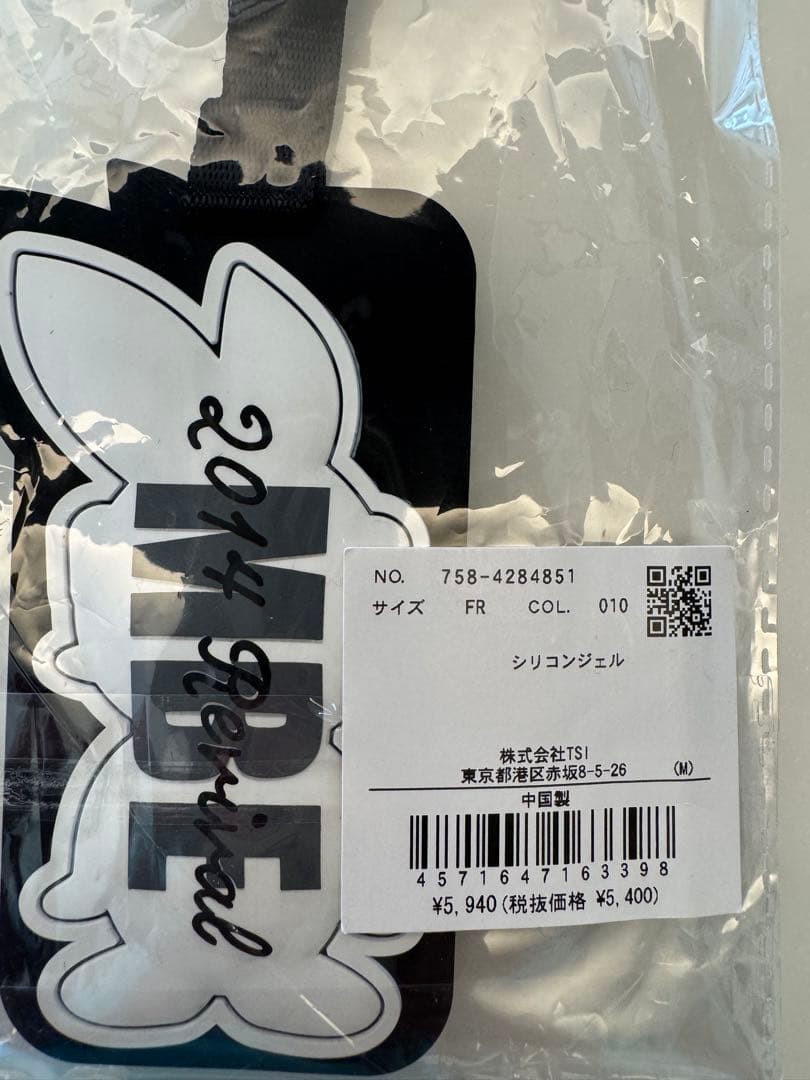 2014 Revival
MBE
NO. 758-4284851
サイズ FR COL. 010
シリコンジェル
株式会社TSI
東京都港区赤坂8-5-26 (M)
中国製
4571647163398
¥5,940(税抜価格 ¥5,400)